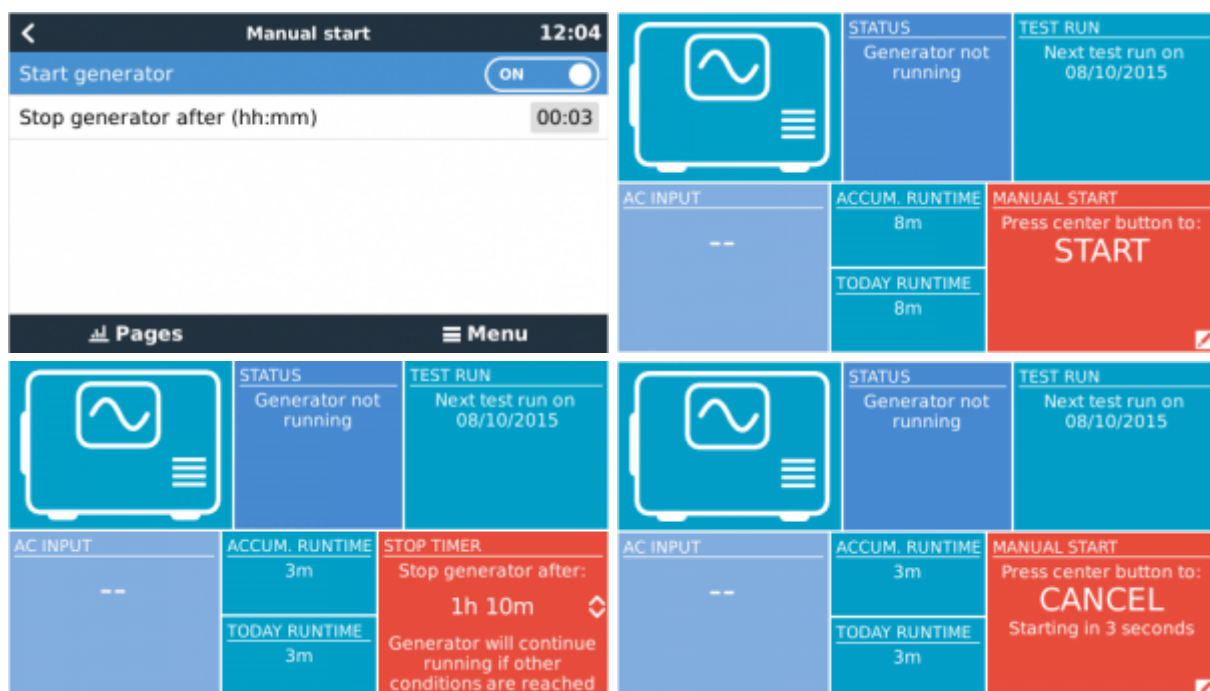 Manual start
12:04
Start generator
ON
Stop generator after (hh:mm)
00:03
Pages
Menu
STATUS
Generator not
running
TEST RUN
Next test run on
08/10/2015
AC INPUT
--
ACCUM. RUNTIME
8m
TODAY RUNTIME
8m
MANUAL START
Press center button to:
START
STATUS
Generator not
running
TEST RUN
Next test run on
08/10/2015
AC INPUT
--
ACCUM. RUNTIME
3m
TODAY RUNTIME
3m
STOP TIMER
Stop generator after:
1h 10m
Generator will continue
running if other
conditions are reached
STATUS
Generator not
running
TEST RUN
Next test run on
08/10/2015
AC INPUT
--
ACCUM. RUNTIME
3m
TODAY RUNTIME
3m
MANUAL START
Press center button to:
CANCEL
Starting in 3 seconds